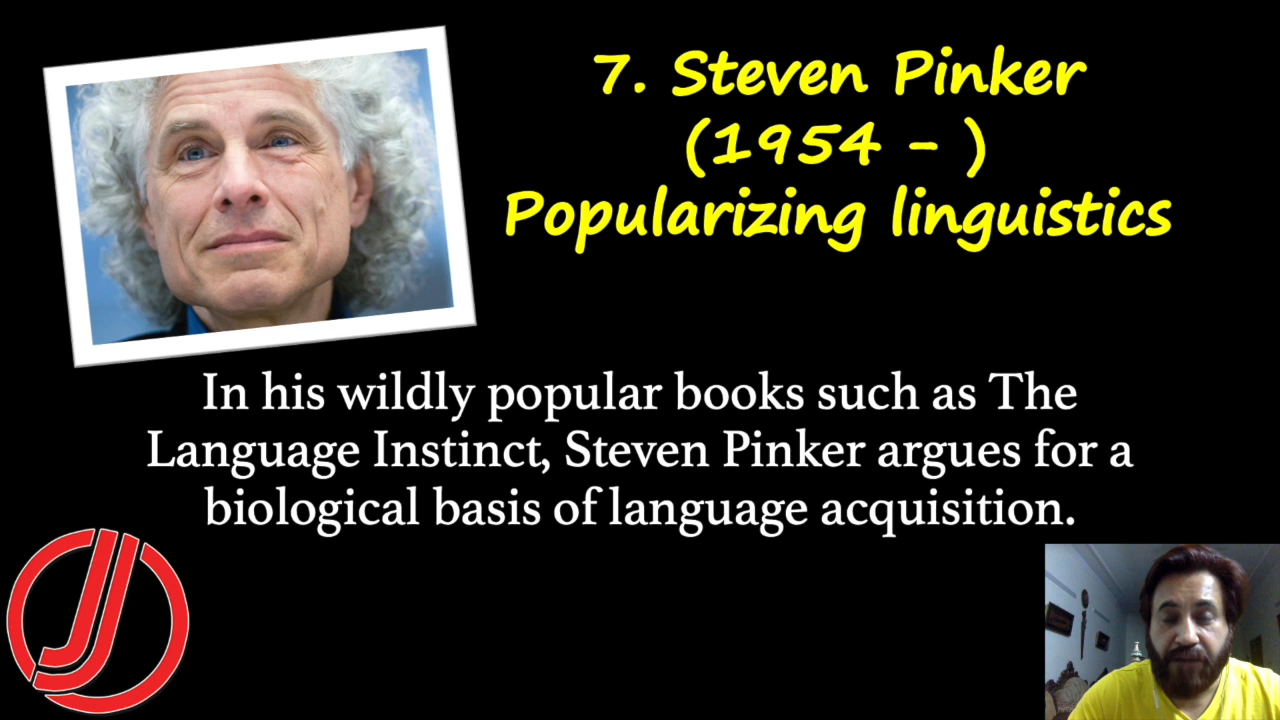 7. Steven Pinker
(1954 - )
Popularizing linguistics
In his wildly popular books such as The
Language Instinct, Steven Pinker argues for a
biological basis of language acquisition.